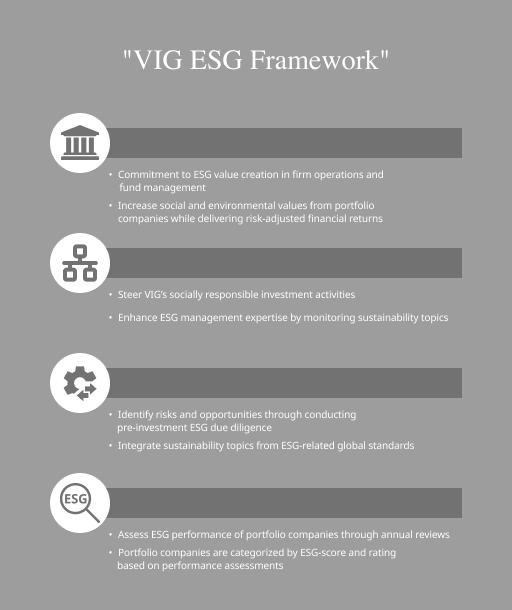 "VIG ESG Framework"
• Commitment to ESG value creation in firm operations and
fund management
• Increase social and environmental values from portfolio
companies while delivering risk-adjusted financial returns
• Steer VIG's socially responsible investment activities
• Enhance ESG management expertise by monitoring sustainability topics
• Identify risks and opportunities through conducting
pre-investment ESG due diligence
• Integrate sustainability topics from ESG-related global standards
ESG
• Assess ESG performance of portfolio companies through annual reviews
• Portfolio companies are categorized by ESG-score and rating
based on performance assessments